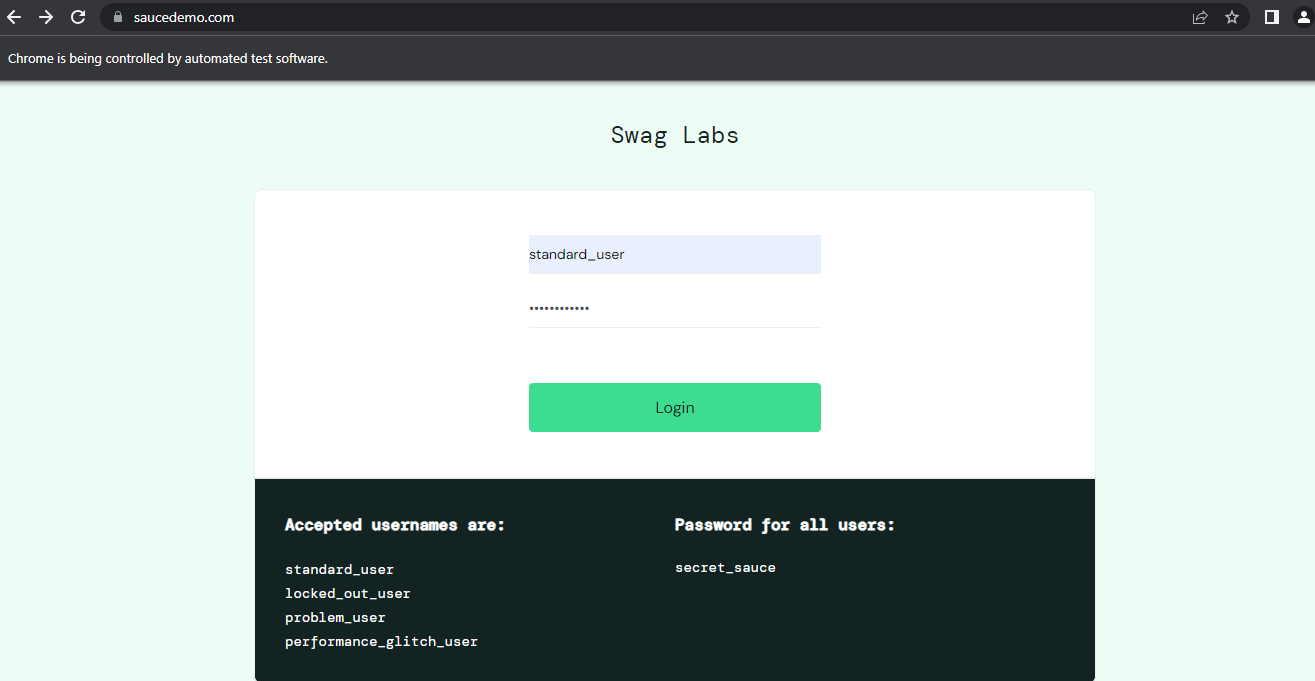 saucedemo.com
Chrome is being controlled by automated test software.
Swag Labs
standard_user
••••••••••••
Login
Accepted usernames are:
standard_user
locked_out_user
problem_user
performance_glitch_user
Password for all users:
secret_sauce